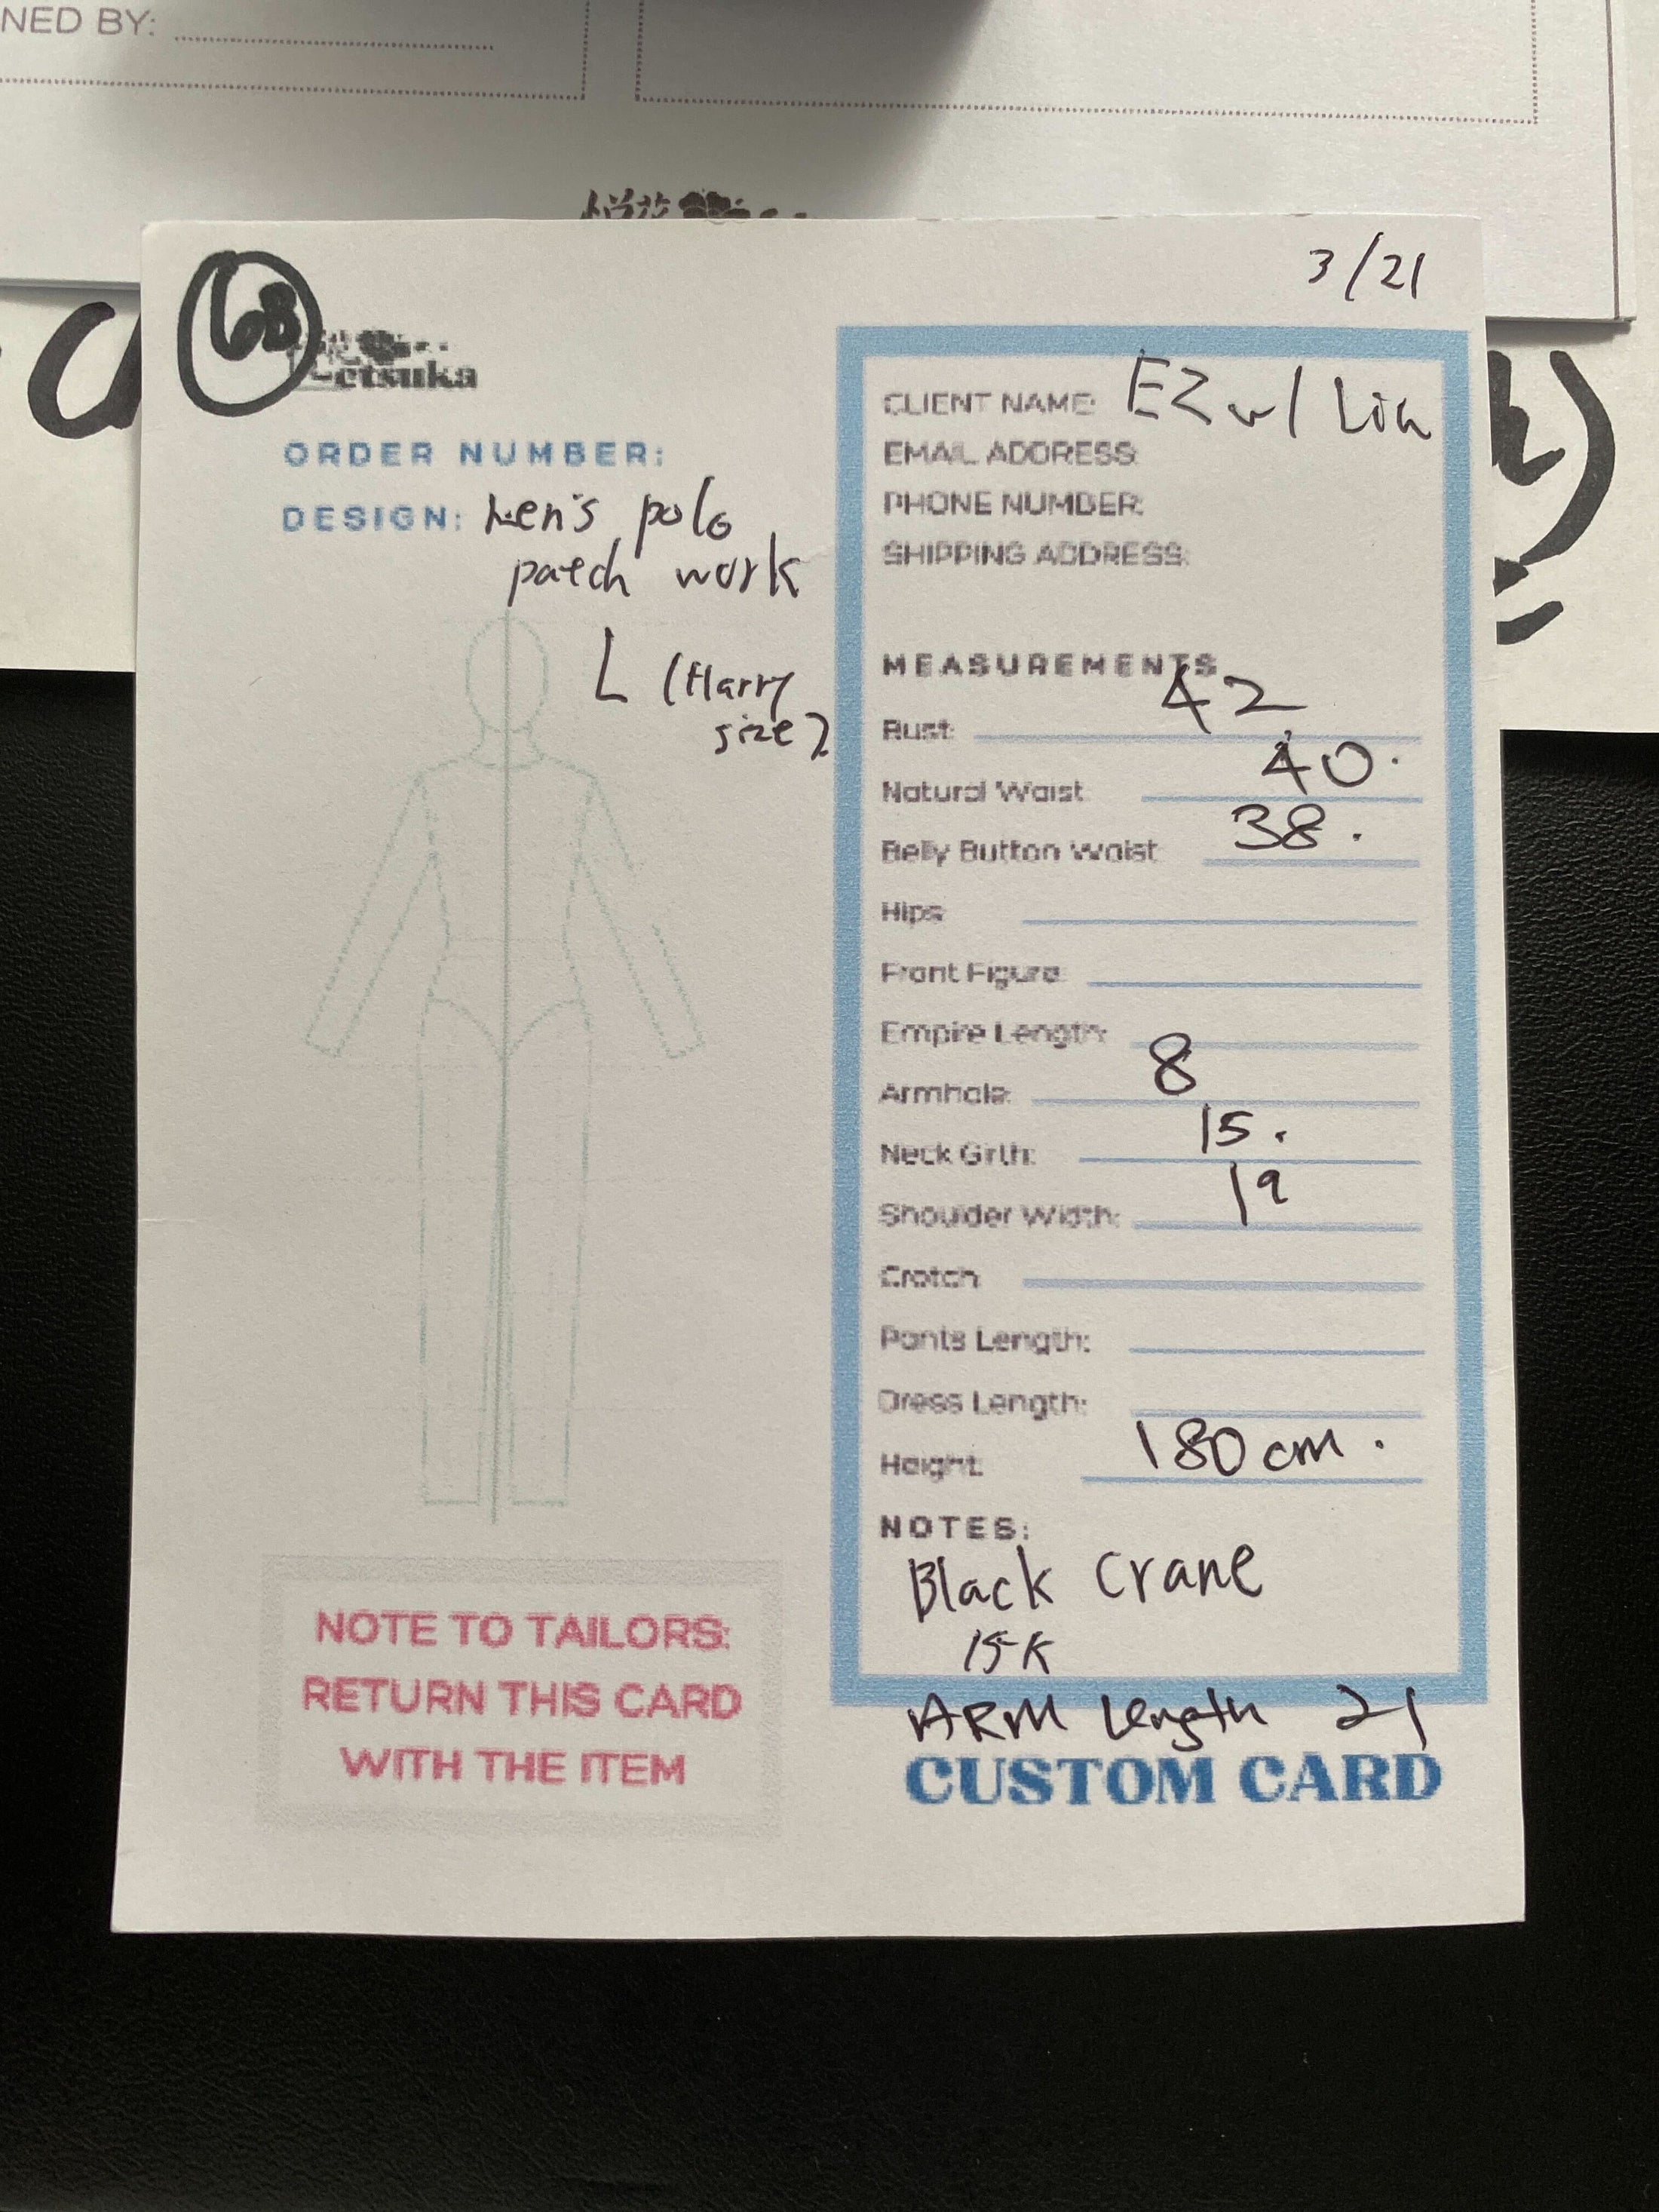 NED BY:
3/21
68
etsuka
ORDER NUMBER:
DESIGN: Men's polo
patch work
L (Harry
size)
CLIENT NAME: EZ w/
EMAIL ADDRESS:
PHONE NUMBER:
SHIPPING ADDRESS:
MEASUREMENTS
Bust: 42
Natural Waist: 40.
Belly Button Waist: 38.
Hips:
Front Figure:
Empire Length:
Armhole: 8
Neck Girth: 15.
Shoulder Width: 19
Crotch:
Pants Length:
Dress Length:
Height: 180 cm.
NOTES:
Black Crane
15K
ARM Length 21
NOTE TO TAILORS:
RETURN THIS CARD
WITH THE ITEM
CUSTOM CARD